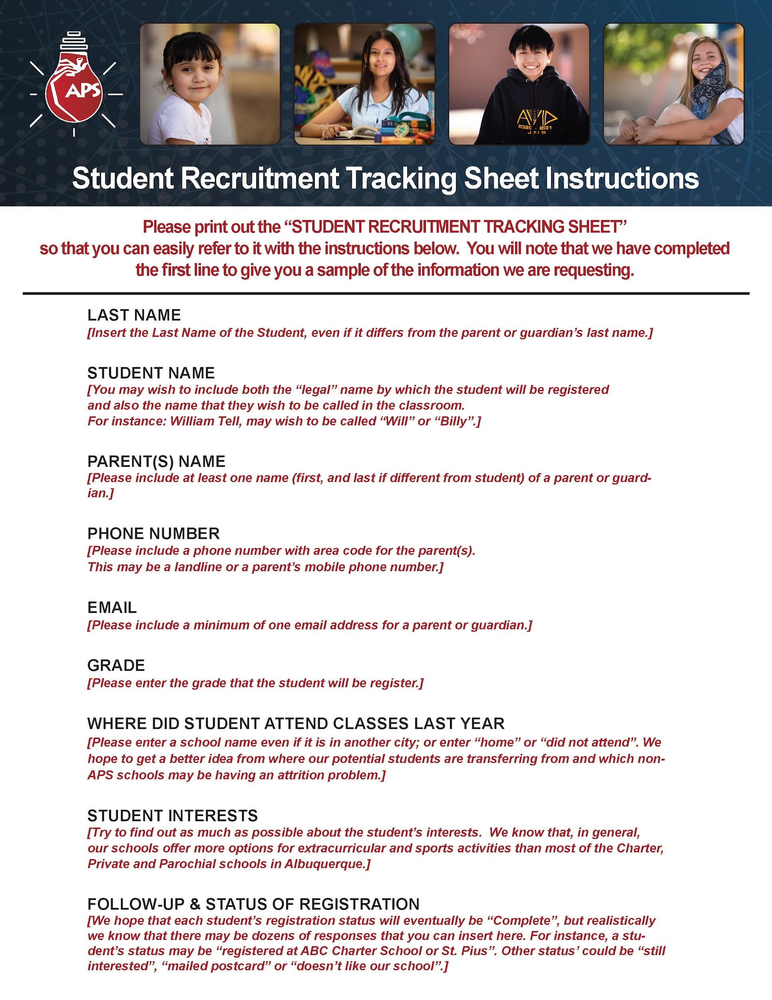 APS
AVID
2020 - 2021
JMS
Student Recruitment Tracking Sheet Instructions
Please print out the “STUDENT RECRUITMENT TRACKING SHEET”
so that you can easily refer to it with the instructions below.  You will note that we have completed
the first line to give you a sample of the information we are requesting.
LAST NAME
[Insert the Last Name of the Student, even if it differs from the parent or guardian’s last name.]
STUDENT NAME
[You may wish to include both the “legal” name by which the student will be registered
and also the name that they wish to be called in the classroom.
For instance: William Tell, may wish to be called “Will” or “Billy”.]
PARENT(S) NAME
[Please include at least one name (first, and last if different from student) of a parent or guard-
ian.]
PHONE NUMBER
[Please include a phone number with area code for the parent(s).
This may be a landline or a parent’s mobile phone number.]
EMAIL
[Please include a minimum of one email address for a parent or guardian.]
GRADE
[Please enter the grade that the student will be register.]
WHERE DID STUDENT ATTEND CLASSES LAST YEAR
[Please enter a school name even if it is in another city; or enter “home” or “did not attend”. We
hope to get a better idea from where our potential students are transferring from and which non-
APS schools may be having an attrition problem.]
STUDENT INTERESTS
[Try to find out as much as possible about the student’s interests.  We know that, in general,
our schools offer more options for extracurricular and sports activities than most of the Charter,
Private and Parochial schools in Albuquerque.]
FOLLOW-UP & STATUS OF REGISTRATION
[We hope that each student’s registration status will eventually be “Complete”, but realistically
we know that there may be dozens of responses that you can insert here. For instance, a stu-
dent’s status may be “registered at ABC Charter School or St. Pius”. Other status’ could be “still
interested”, “mailed postcard” or “doesn’t like our school”.]